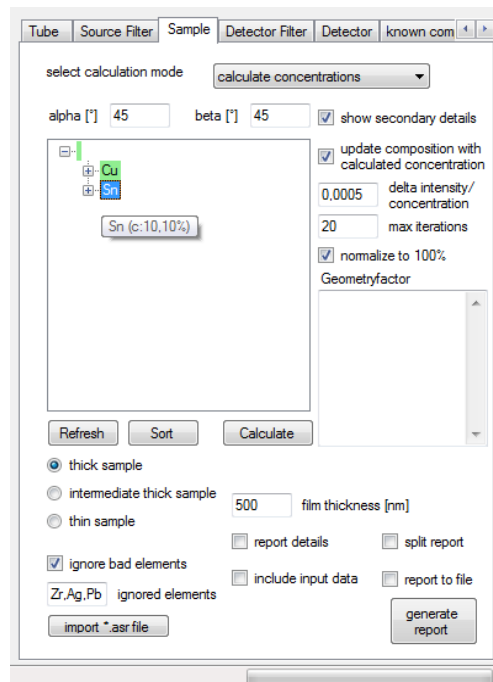 Tube Source Filter Sample Detector Filter Detector known com
select calculation mode calculate concentrations
alpha [°] 45 beta [°] 45 show secondary details
Cu
Sn
Sn (c:10,10%)
update composition with
calculated concentration
0,0005 delta intensity/
concentration
20 max iterations
normalize to 100%
Geometryfactor
Refresh Sort Calculate
thick sample
intermediate thick sample
thin sample
500 film thickness [nm]
report details split report
ignore bad elements
include input data report to file
Zr,Ag,Pb ignored elements
import *.asr file
generate
report